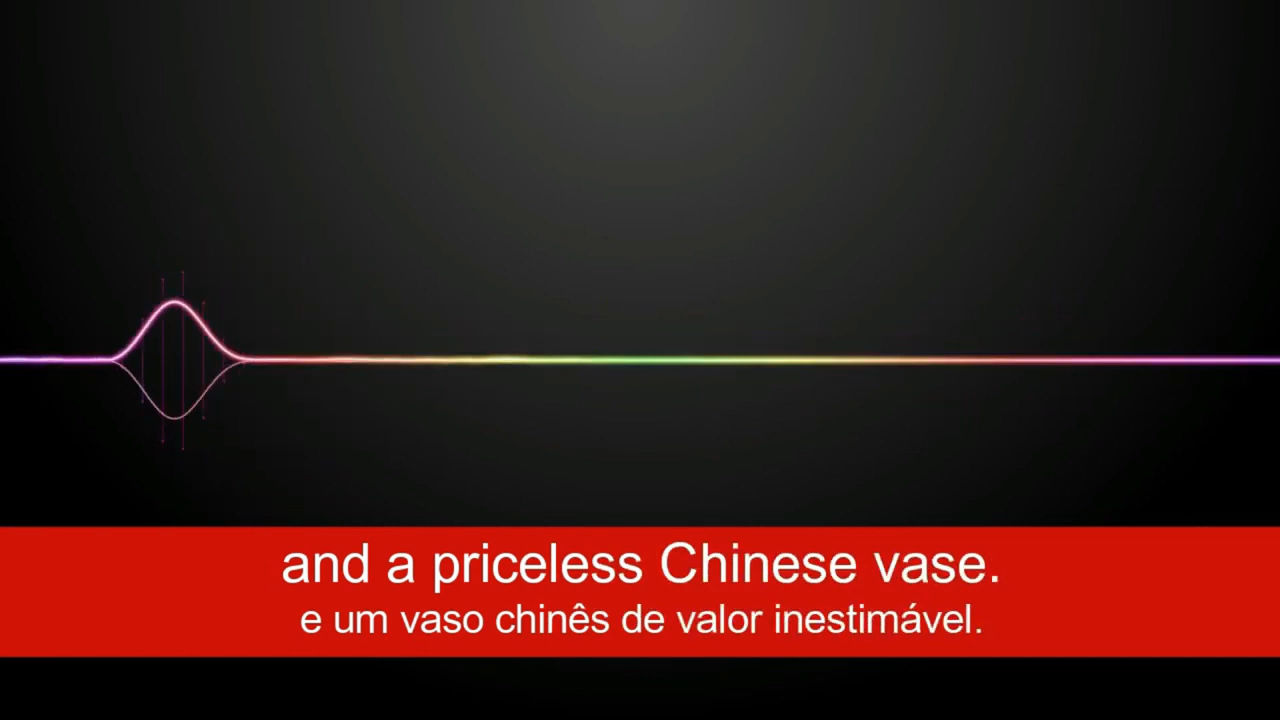 and a priceless Chinese vase.
e um vaso chinês de valor inestimável.